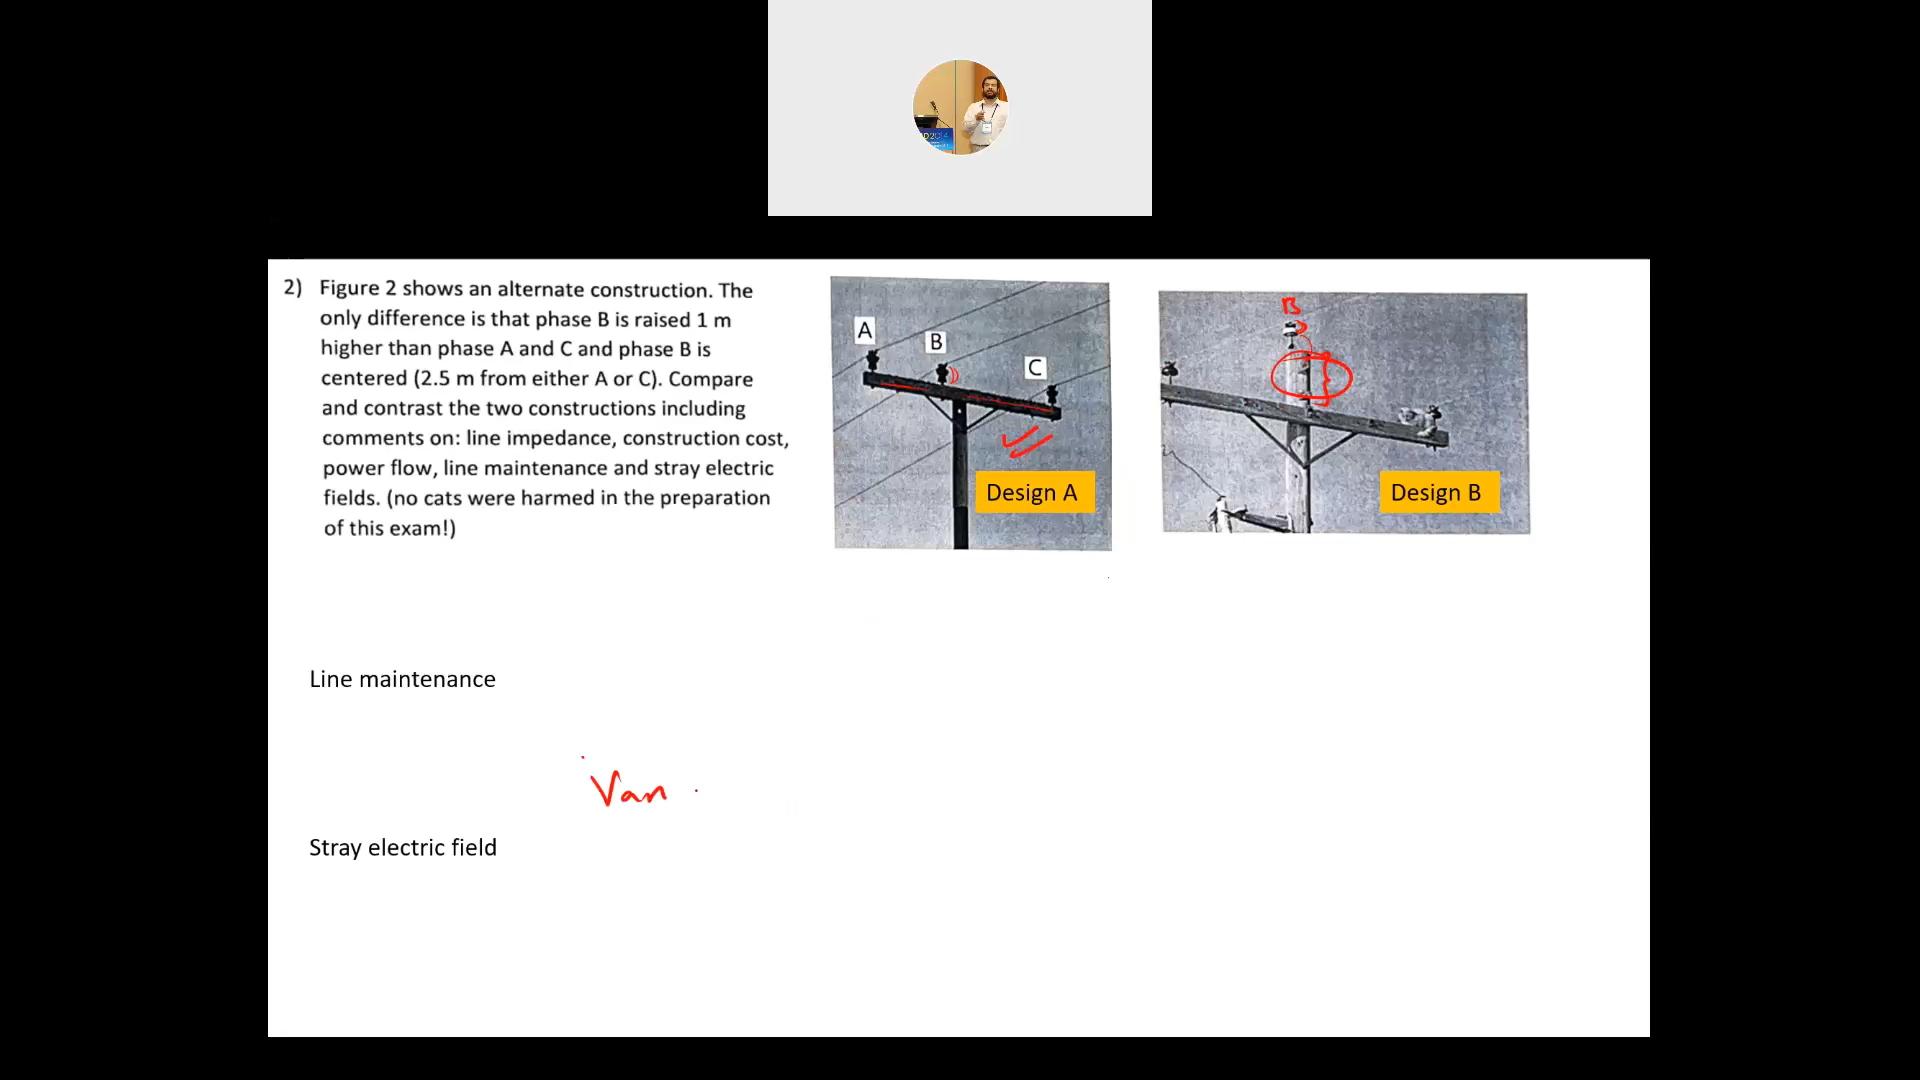 2) Figure 2 shows an alternate construction. The
only difference is that phase B is raised 1 m
higher than phase A and C and phase B is
centered (2.5 m from either A or C). Compare
and contrast the two constructions including
comments on: line impedance, construction cost,
power flow, line maintenance and stray electric
fields. (no cats were harmed in the preparation
of this exam!)
A
B
C
Design A
B
Design B
Line maintenance
Van
Stray electric field